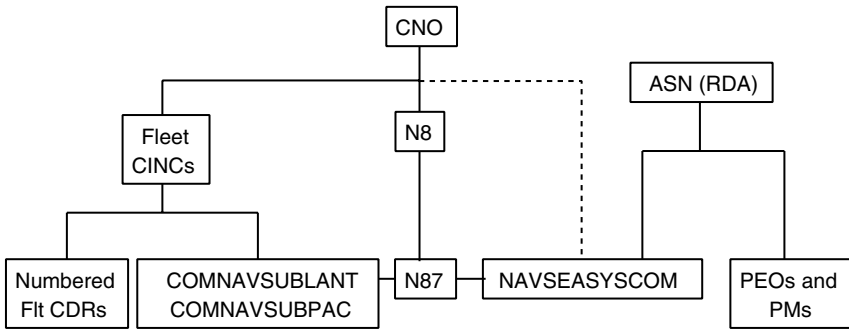 CNO
ASN (RDA)
Fleet
CINCs
N8
Numbered
Flt CDRs
COMNAVSUBLANT
COMNAVSUBPAC
N87
NAVSEASYSCOM
PEOs and
PMs